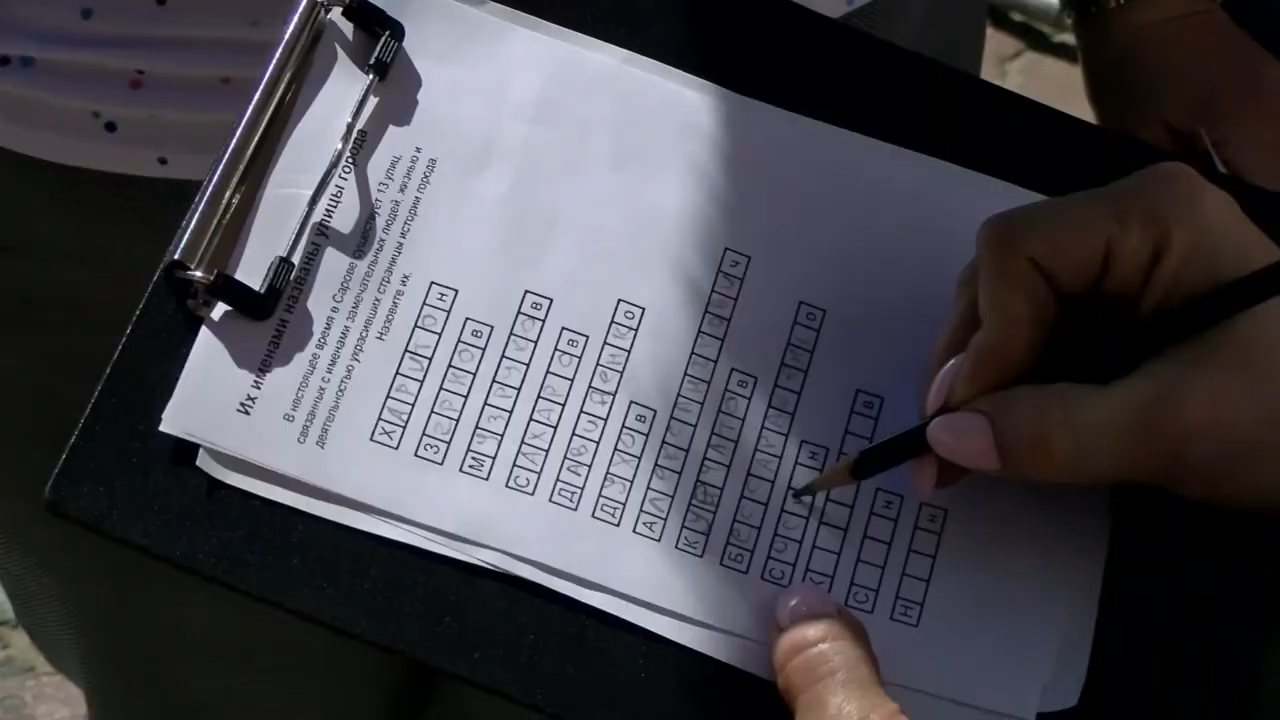 Их именами названы улицы города
В настоящее время в Сарове существует 13 улиц,
связанных с именами замечательных людей, жизнью и
деятельностью украсивших страницы истории города.
Назовите их.
ХАРИТОН
ЗЕРНОВ
МУЗРУКОВ
САХАРОВ
ДАВИДЕНКО
ДУХОВ
КУРЧАТОВ
БЕССАРАБЕНКО
К В
С Н
Н Н